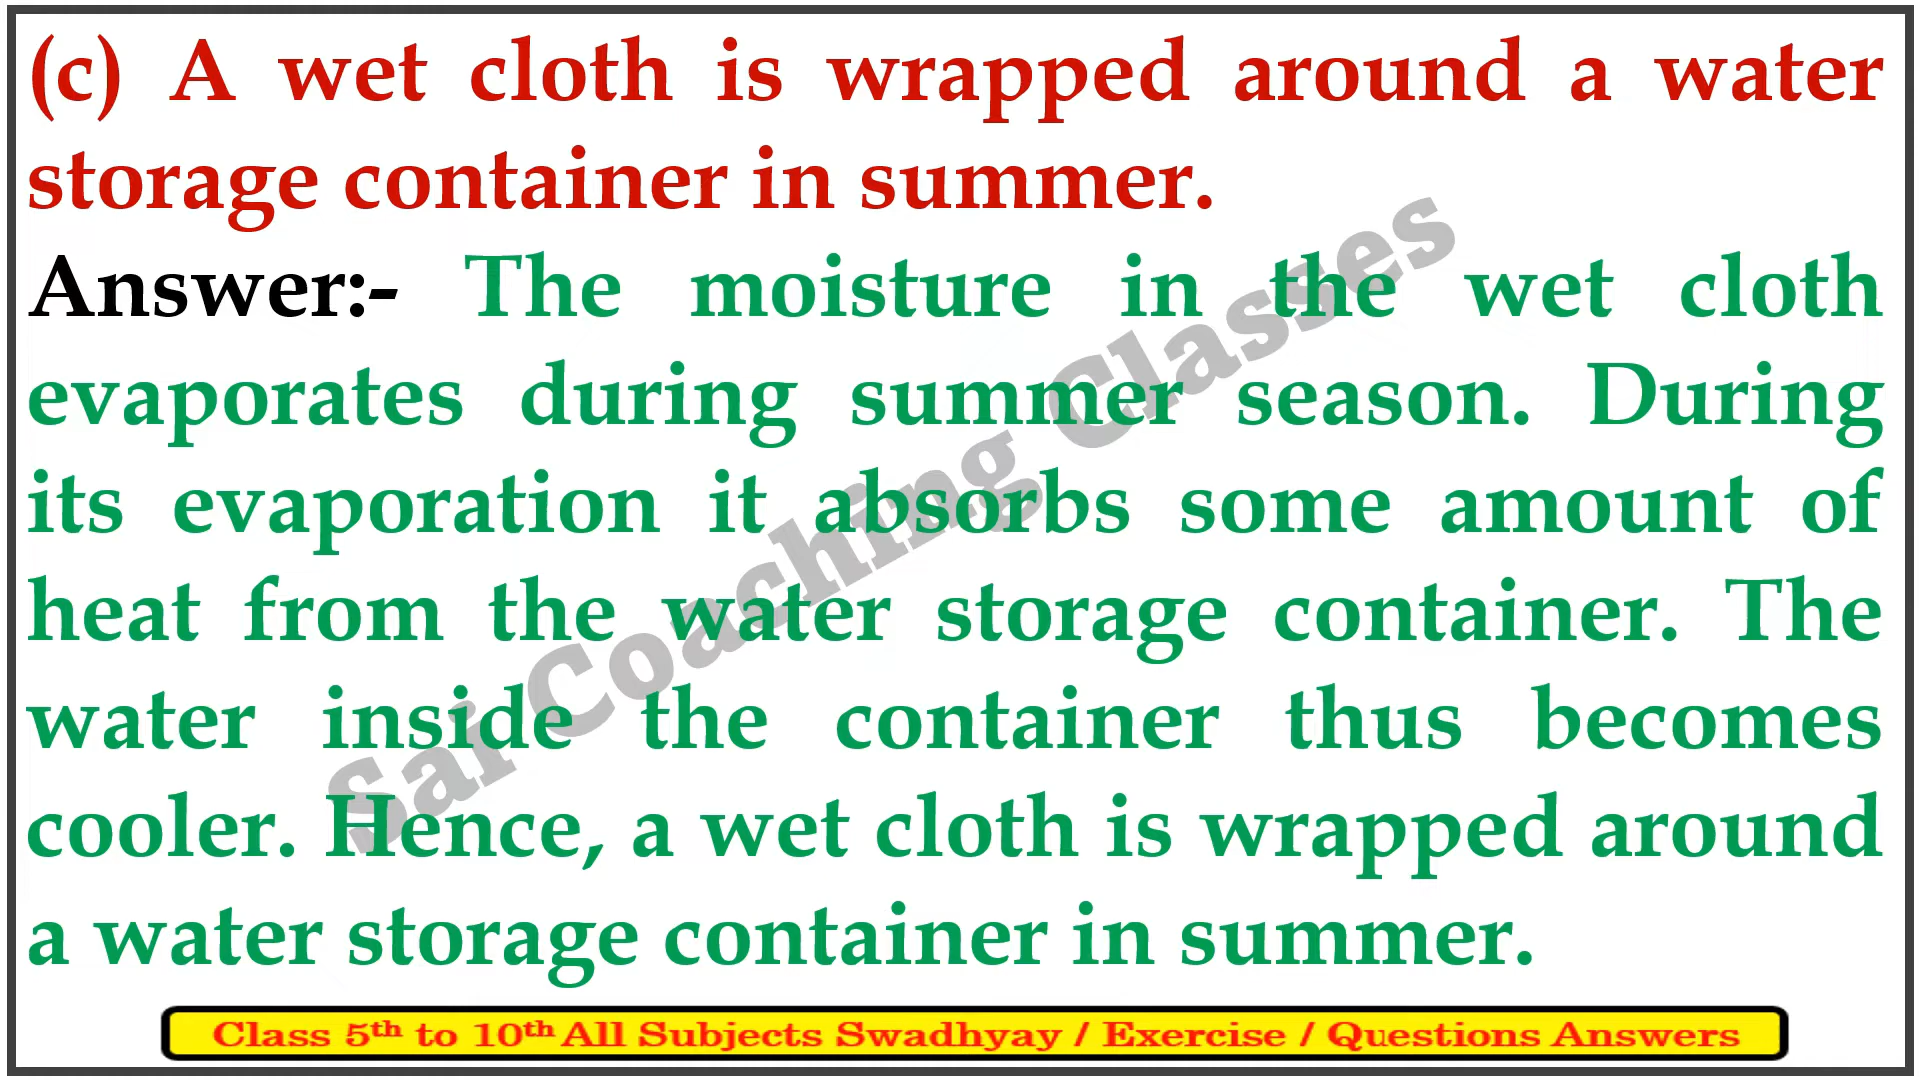 (c) A wet cloth is wrapped around a water
storage container in summer.
Answer:- The moisture in the wet cloth
evaporates during summer season. During
its evaporation it absorbs some amount of
heat from the water storage container. The
water inside the container thus becomes
cooler. Hence, a wet cloth is wrapped around
a water storage container in summer.
Sai Coaching Classes
Class 5th to 10th All Subjects Swadhyay / Exercise / Questions Answers